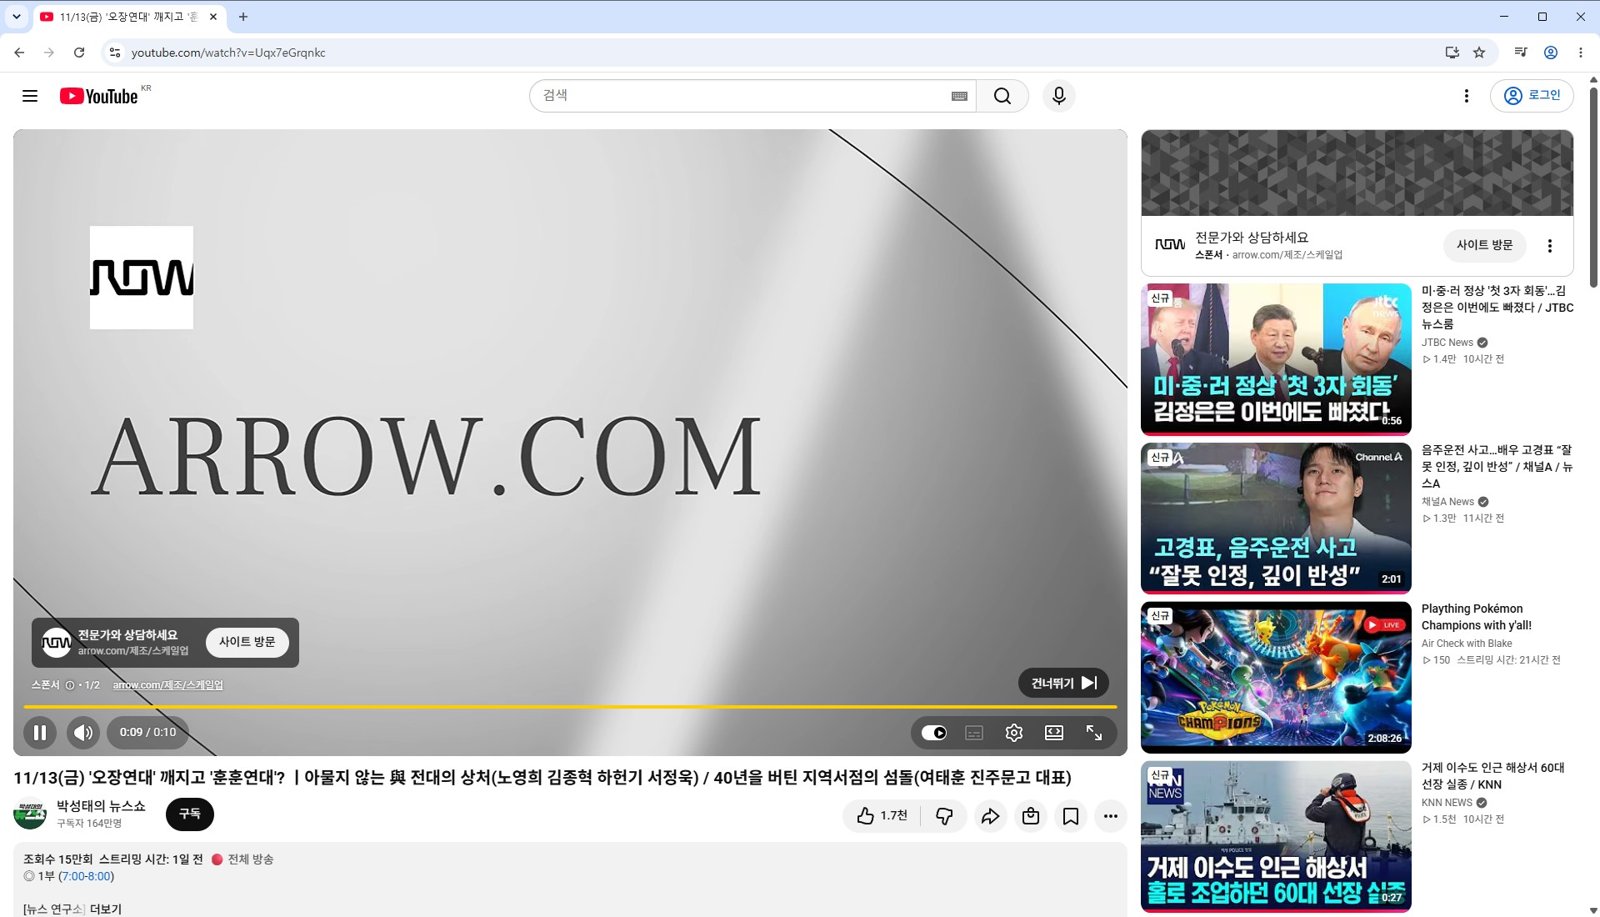 11/13(금) '오장연대' 깨지고 '훈
youtube.com/watch?v=Uqx7eGrqnkc
YouTube KR
검색
로그인
ARROW.COM
전문가와 상담하세요
arrow.com/제조/스케일업
사이트 방문
스폰서 · 1/2 arrow.com/제조/스케일업
건너뛰기
0:09 / 0:10
11/13(금) '오장연대' 깨지고 '훈훈연대'? ㅣ아물지 않는 與 전대의 상처(노영희 김종혁 하헌기 서정욱) / 40년을 버틴 지역서점의 섬돌(여태훈 진주문고 대표)
박성태의 뉴스쇼
구독자 164만명
구독
1.7천
조회수 15만회 스트리밍 시간: 1일 전 🔴 전체 방송
◎ 1부 (7:00-8:00)
[뉴스 연구소] 더보기
전문가와 상담하세요
스폰서 · arrow.com/제조/스케일업
사이트 방문
신규
jtbc news
미·중·러 정상 '첫 3자 회동'
김정은은 이번에도 빠졌다
0:56
미·중·러 정상 '첫 3자 회동'...김
정은은 이번에도 빠졌다 / JTBC
뉴스룸
JTBC News
1.4만 10시간 전
신규
Channel A
고경표, 음주운전 사고
“잘못 인정, 깊이 반성”
2:01
음주운전 사고...배우 고경표 “잘
못 인정, 깊이 반성” / 채널A / 뉴
스A
채널A News
1.3만 11시간 전
신규
LIVE
POKÉMON CHAMPIONS
2:08:26
Plaything Pokémon
Champions with y'all!
Air Check with Blake
150 스트리밍 시간: 21시간 전
신규
KNN NEWS
거제 이수도 인근 해상서
홀로 조업하던 60대 선장 실종
0:27
거제 이수도 인근 해상서 60대
선장 실종 / KNN
KNN NEWS
1.5천 10시간 전